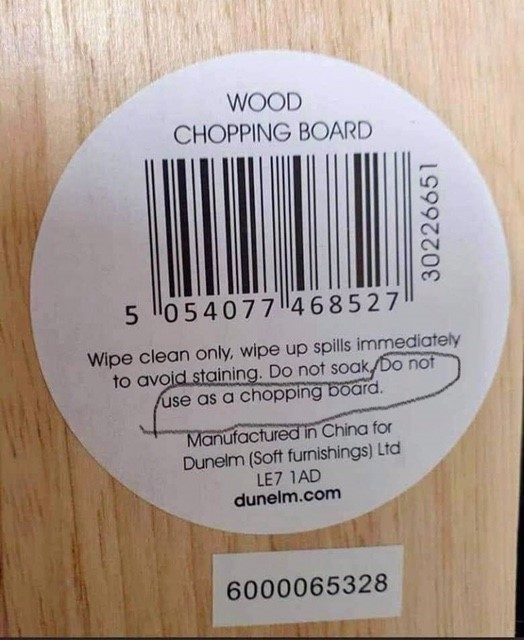 WOOD
CHOPPING BOARD
30226651
5 054077 468527
Wipe clean only, wipe up spills immediately
to avoid staining. Do not soak. Do not
use as a chopping board.
Manufactured in China for
Dunelm (Soft furnishings) Ltd
LE7 1AD
dunelm.com
6000065328